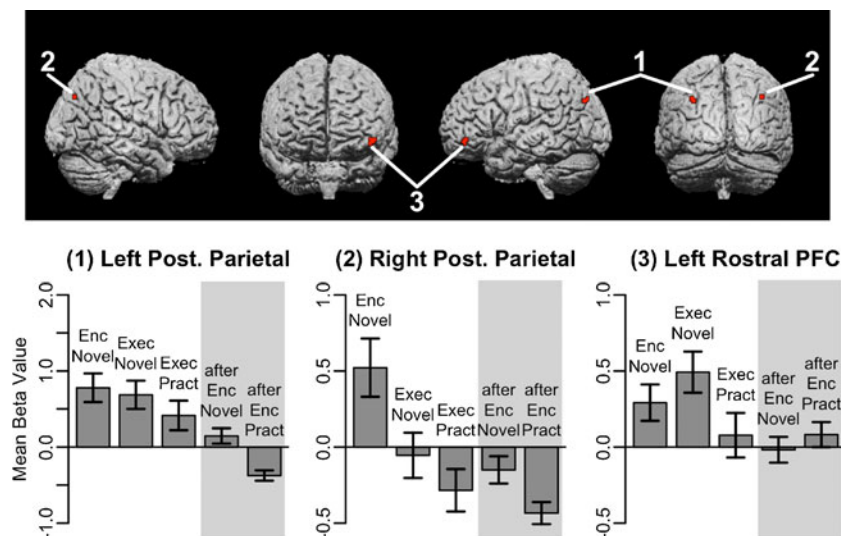 2
1
2
3
(1) Left Post. Parietal
(2) Right Post. Parietal
(3) Left Rostral PFC
Mean Beta Value
2.0
1.0
0.0
-1.0
Enc
Novel
Exec
Novel
Exec
Pract
after
Enc
Novel
after
Enc
Pract
1.0
0.5
0.0
-0.5
Enc
Novel
Exec
Novel
Exec
Pract
after
Enc
Novel
after
Enc
Pract
1.0
0.5
0.0
-0.5
Enc
Novel
Exec
Novel
Exec
Pract
after
Enc
Novel
after
Enc
Pract